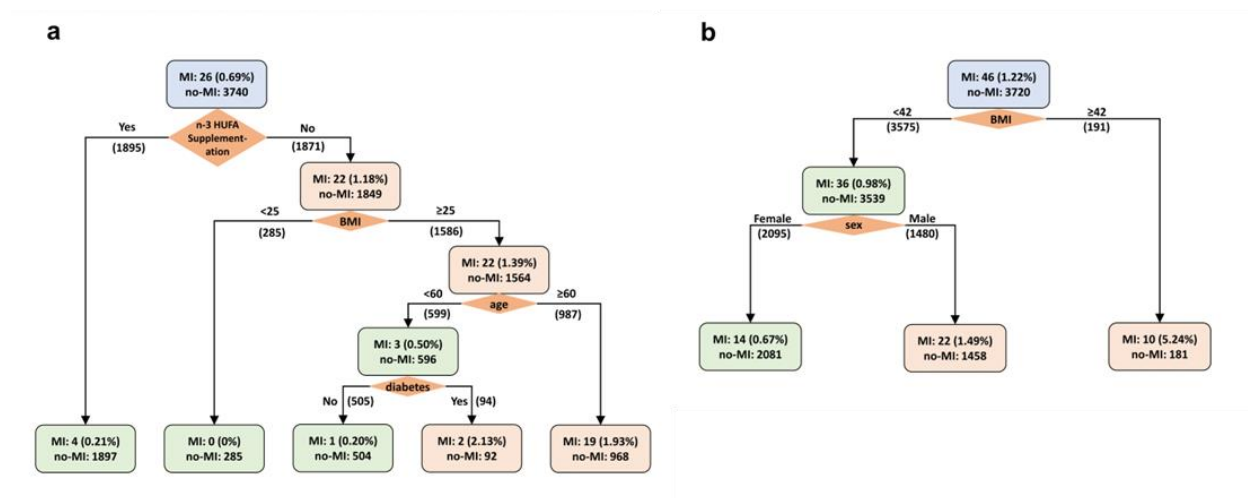 a
MI: 26 (0.69%)
no-MI: 3740
Yes
(1895)
n-3 HUFA
Supplement-
ation
No
(1871)
MI: 22 (1.18%)
no-MI: 1849
<25
(285)
BMI
≥25
(1586)
MI: 22 (1.39%)
no-MI: 1564
<60
(599)
age
≥60
(987)
MI: 3 (0.50%)
no-MI: 596
diabetes
No (505)
Yes (94)
MI: 4 (0.21%)
no-MI: 1897
MI: 0 (0%)
no-MI: 285
MI: 1 (0.20%)
no-MI: 504
MI: 2 (2.13%)
no-MI: 92
MI: 19 (1.93%)
no-MI: 968
b
MI: 46 (1.22%)
no-MI: 3720
<42
(3575)
BMI
≥42
(191)
MI: 36 (0.98%)
no-MI: 3539
Female
(2095)
sex
Male
(1480)
MI: 14 (0.67%)
no-MI: 2081
MI: 22 (1.49%)
no-MI: 1458
MI: 10 (5.24%)
no-MI: 181